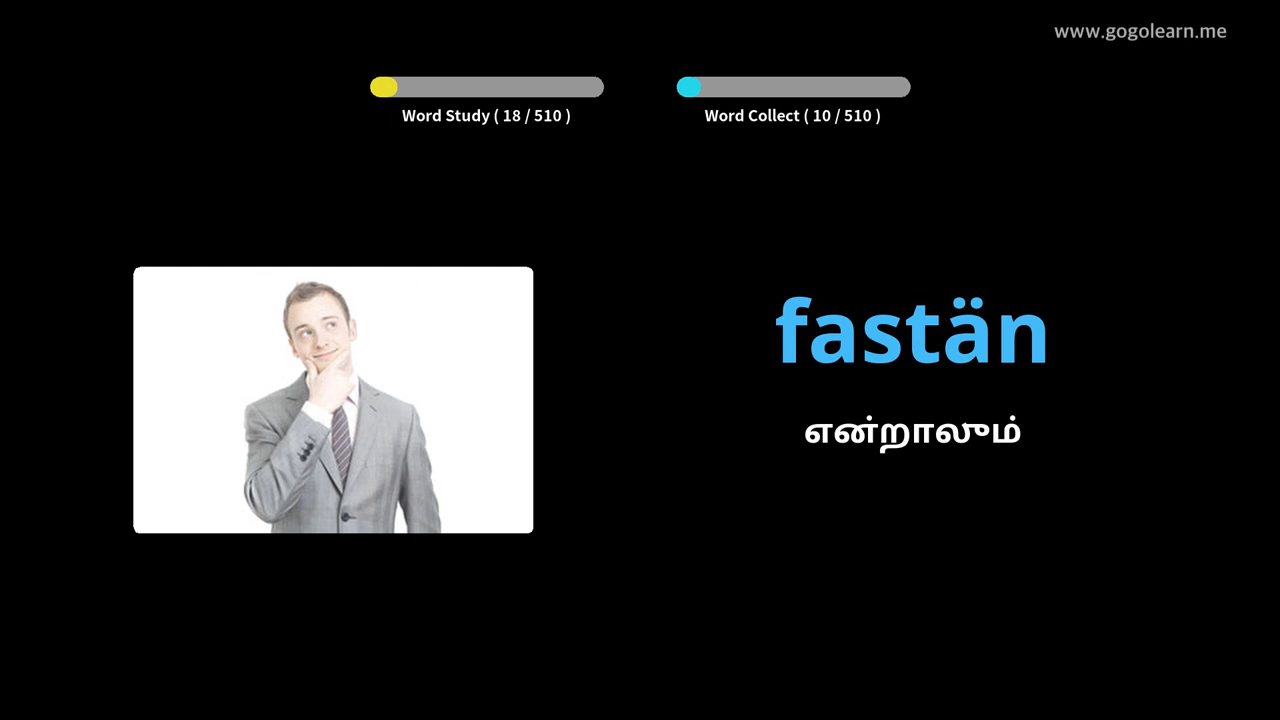 www.gogolearn.me
Word Study ( 18 / 510 )
Word Collect ( 10 / 510 )
fastän
என்றாலும்